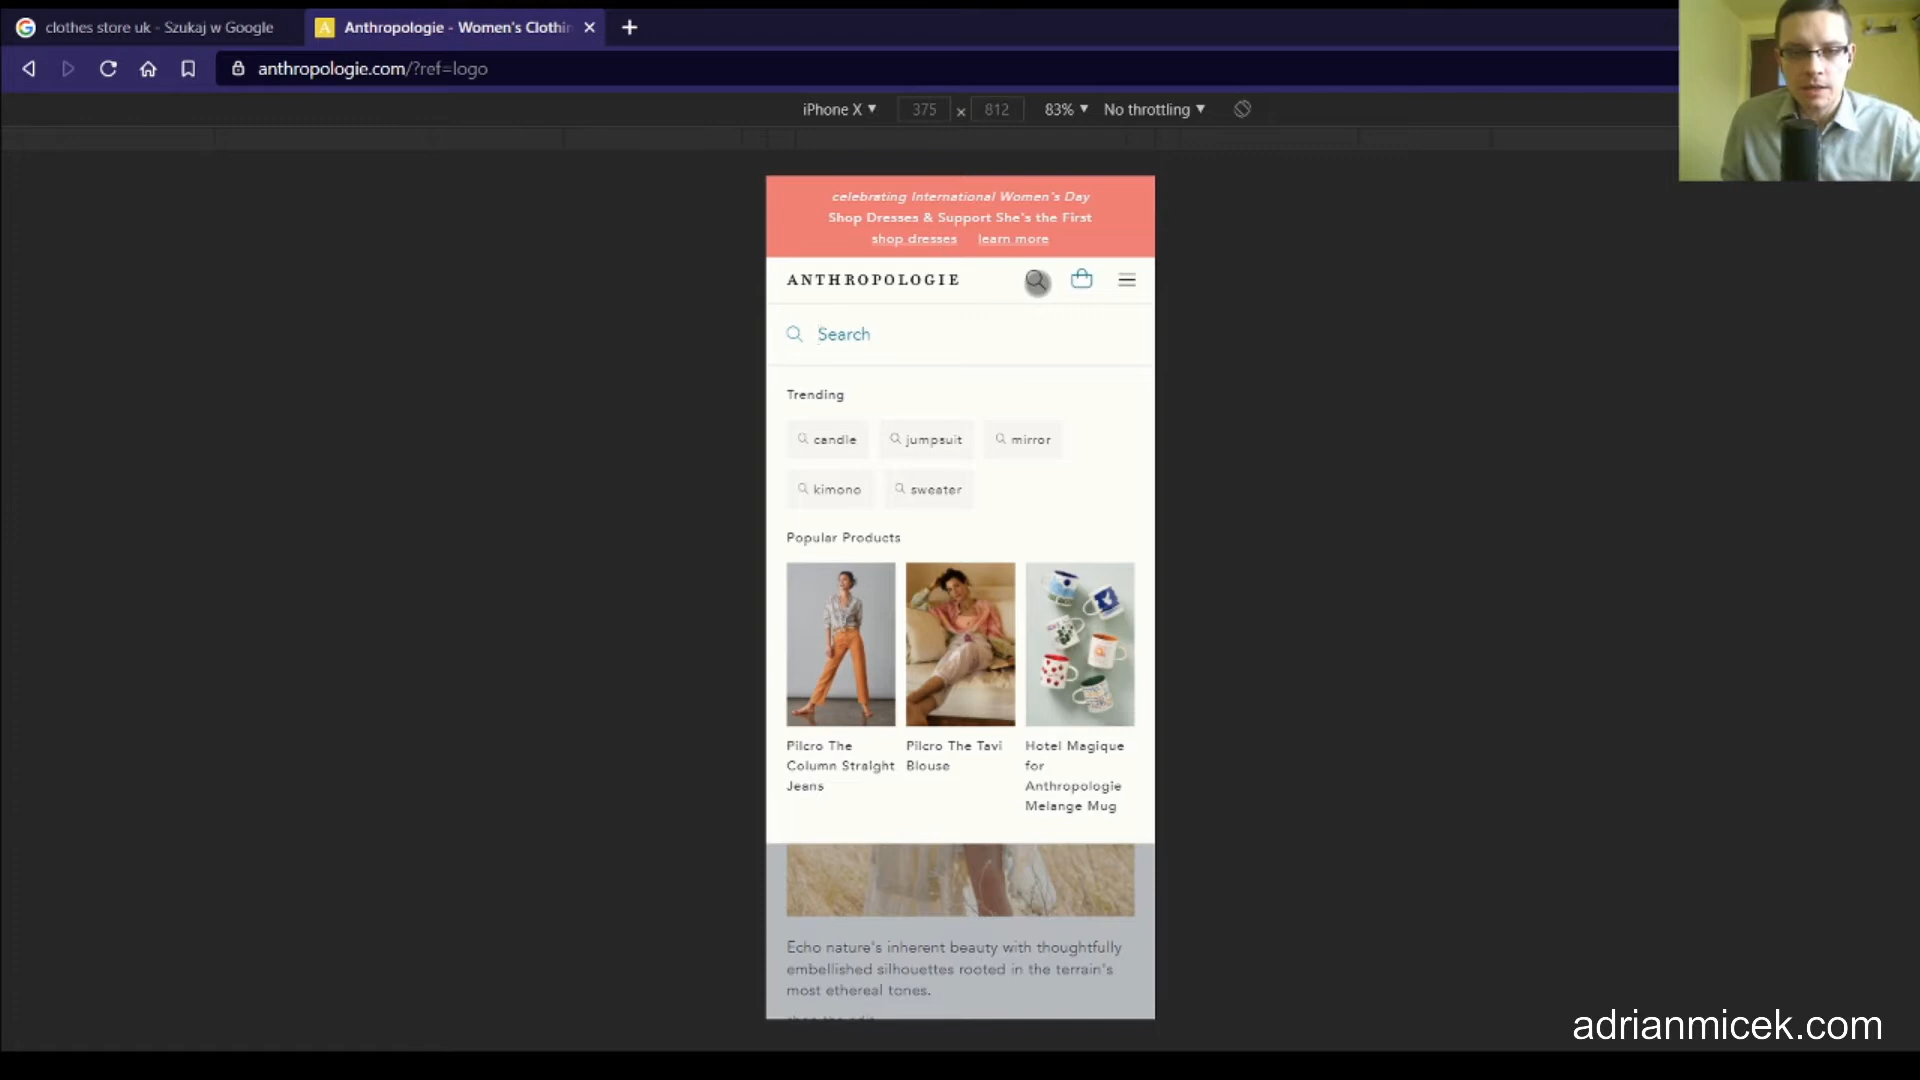 clothes store uk - Szukaj w Google
Anthropologie - Women's Clothin
anthropologie.com/?ref=logo
iPhone X 375 x 812 83% No throttling
celebrating International Women's Day
Shop Dresses & Support She's the First
shop dresses learn more
ANTHROPOLOGIE
Search
Trending
candle jumpsuit mirror
kimono sweater
Popular Products
Pilcro The
Column Straight
Jeans
Pilcro The Tavi
Blouse
Hotel Magique
for
Anthropologie
Melange Mug
Echo nature's inherent beauty with thoughtfully
embellished silhouettes rooted in the terrain's
most ethereal tones.
adrianmicek.com